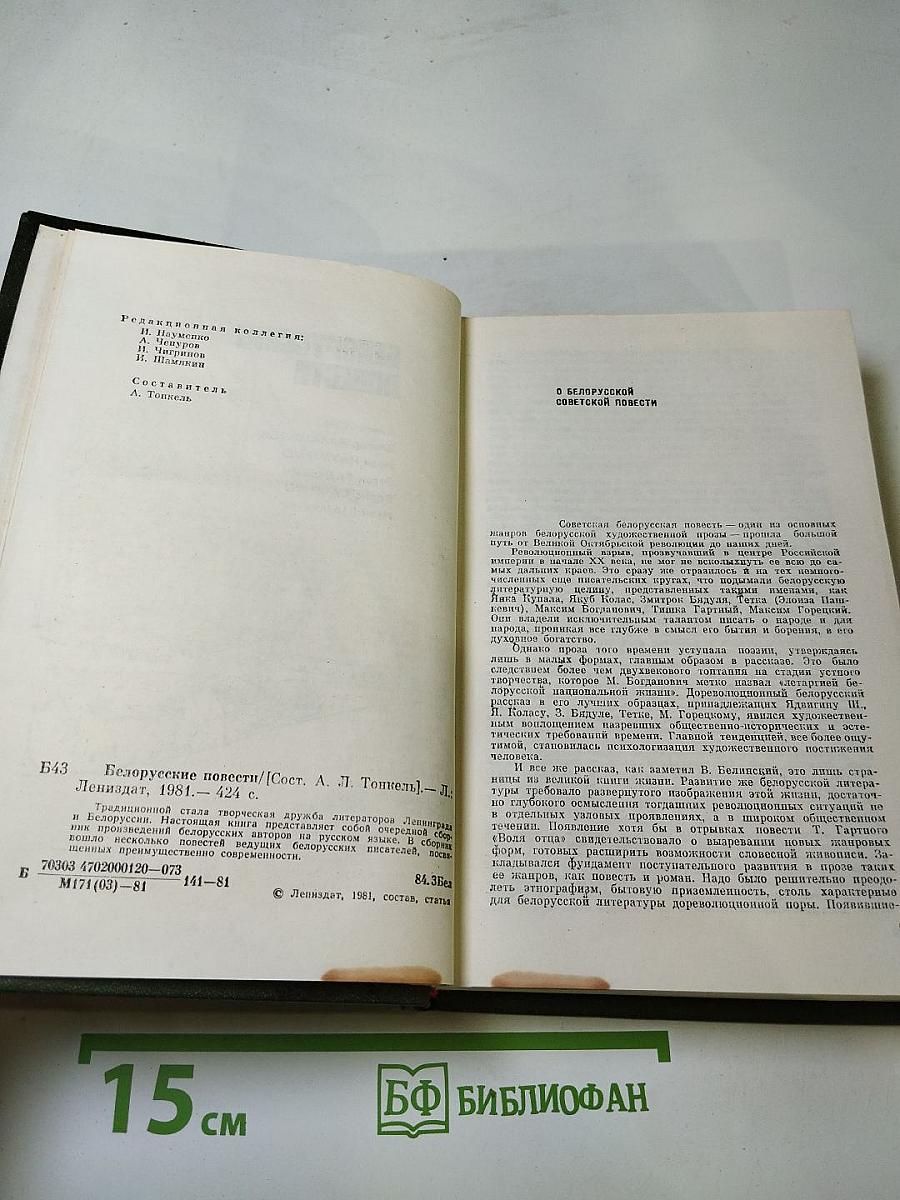 Редакционная коллегия:
И. Науменко
А. Чепуров
И. Чигринов
И. Шамякин
Составитель
А. Тонкель
Б43 Белорусские повести/[Сост. А. Л. Тонкель].— Л.:
Лениздат, 1981.— 424 с.
Традиционной стала творческая дружба литераторов Ленинграда
и Белоруссии. Настоящая книга представляет собой очередной сбор-
ник произведений белорусских авторов на русском языке. В сборник
вошло несколько повестей ведущих белорусских писателей, посвя-
щенных преимущественно современности.
Б 70303 4702000120—073
М171(03)—81
141—81
84.3Бел
© Лениздат, 1981, состав, статья
О БЕЛОРУССКОЙ
СОВЕТСКОЙ ПОВЕСТИ
Советская белорусская повесть — один из основных
жанров белорусской художественной прозы — прошла большой
путь от Великой Октябрьской революции до наших дней.
Революционный взрыв, прозвучавший в центре Российской
империи в начале XX века, не мог не всколыхнуть ее всю до са-
мых дальних краев. Это сразу же отразилось и на тех немного-
численных еще писательских кругах, что подымали белорусскую
литературную целину, представленных такими именами, как
Янка Купала, Якуб Колас, Змитрок Бядуля, Тетка (Элоиза Паш-
кевич), Максим Богданович, Тишка Гартный, Максим Горецкий.
Они владели исключительным талантом писать о народе и для
народа, проникая все глубже в смысл его бытия и борения, в его
духовное богатство.
Однако проза того времени уступала поэзии, утверждаясь
лишь в малых формах, главным образом в рассказе. Это было
следствием более чем двухвекового топтания на стадии устного
творчества, которое М. Богданович метко назвал «летаргией бе-
лорусской национальной жизни». Дореволюционный белорусский
рассказ в его лучших образцах, принадлежащих Ядвигину Ш.,
Я. Коласу, З. Бядуле, Тетке, М. Горецкому, явился художествен-
ным воплощением назревших общественно-исторических и эсте-
тических требований времени. Главной тенденцией, все более ощу-
тимой, становилась психологизация художественного постижения
человека.
И все же рассказ, как заметил В. Белинский, это лишь стра-
ницы из великой книги жизни. Развитие же белорусской литера-
туры требовало развернутого изображения этой жизни, достаточ-
но глубокого осмысления тогдашних революционных ситуаций не
в отдельных узловых проявлениях, а в широком общественном
течении. Появление хотя бы в отрывках повести Т. Гартного
«Воля отца» свидетельствовало о вызревании новых жанровых
форм, готовых расширить возможности словесной живописи. За-
кладывался фундамент поступательного развития в прозе таких
ее жанров, как повесть и роман. Надо было решительно преодо-
леть этнографизм, бытовую приземленность, столь характерные
для белорусской литературы дореволюционной поры. Появившие-
15 см
БФ БИБЛИОФАН